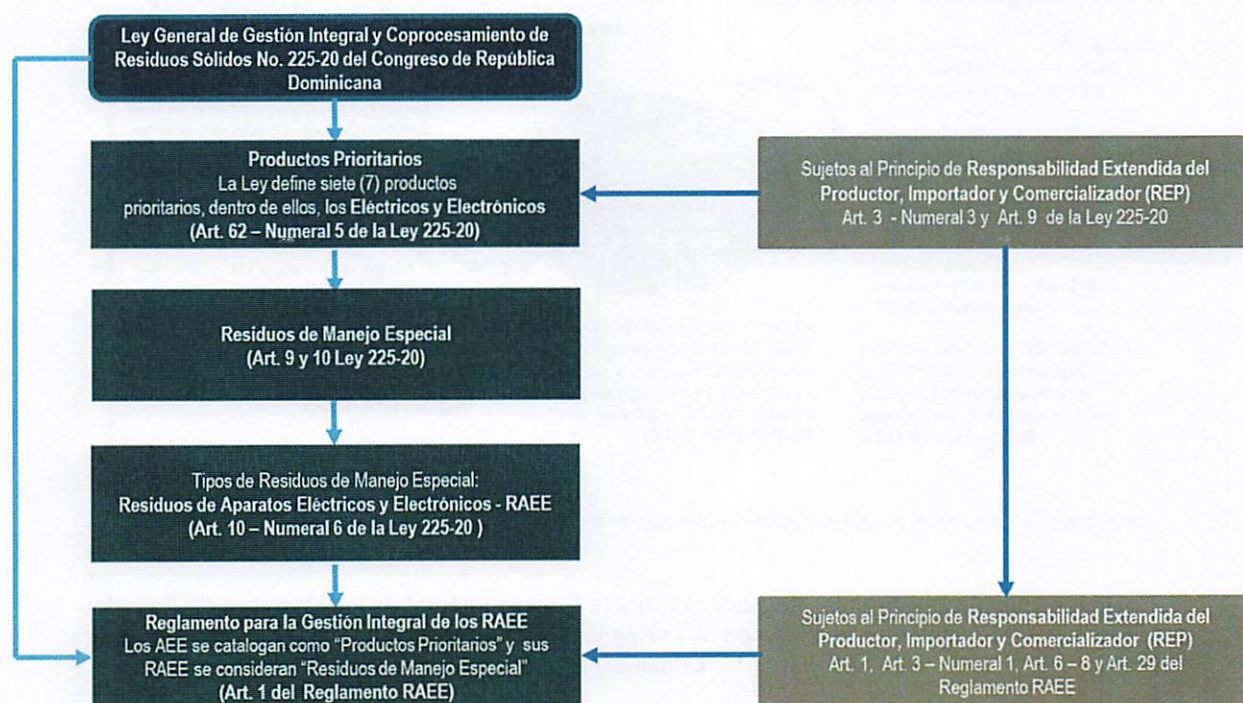 Ley General de Gestión Integral y Coprocesamiento de
Residuos Sólidos No. 225-20 del Congreso de República
Dominicana
Productos Prioritarios
La Ley define siete (7) productos
prioritarios, dentro de ellos, los Eléctricos y Electrónicos
(Art. 62 – Numeral 5 de la Ley 225-20)
Sujetos al Principio de Responsabilidad Extendida del
Productor, Importador y Comercializador (REP)
Art. 3 - Numeral 3 y Art. 9 de la Ley 225-20
Residuos de Manejo Especial
(Art. 9 y 10 Ley 225-20)
Tipos de Residuos de Manejo Especial:
Residuos de Aparatos Eléctricos y Electrónicos - RAEE
(Art. 10 – Numeral 6 de la Ley 225-20 )
Reglamento para la Gestión Integral de los RAEE
Los AEE se catalogan como “Productos Prioritarios” y sus
RAEE se consideran “Residuos de Manejo Especial”
(Art. 1 del Reglamento RAEE)
Sujetos al Principio de Responsabilidad Extendida del
Productor, Importador y Comercializador (REP)
Art. 1, Art. 3 – Numeral 1, Art. 6 – 8 y Art. 29 del
Reglamento RAEE